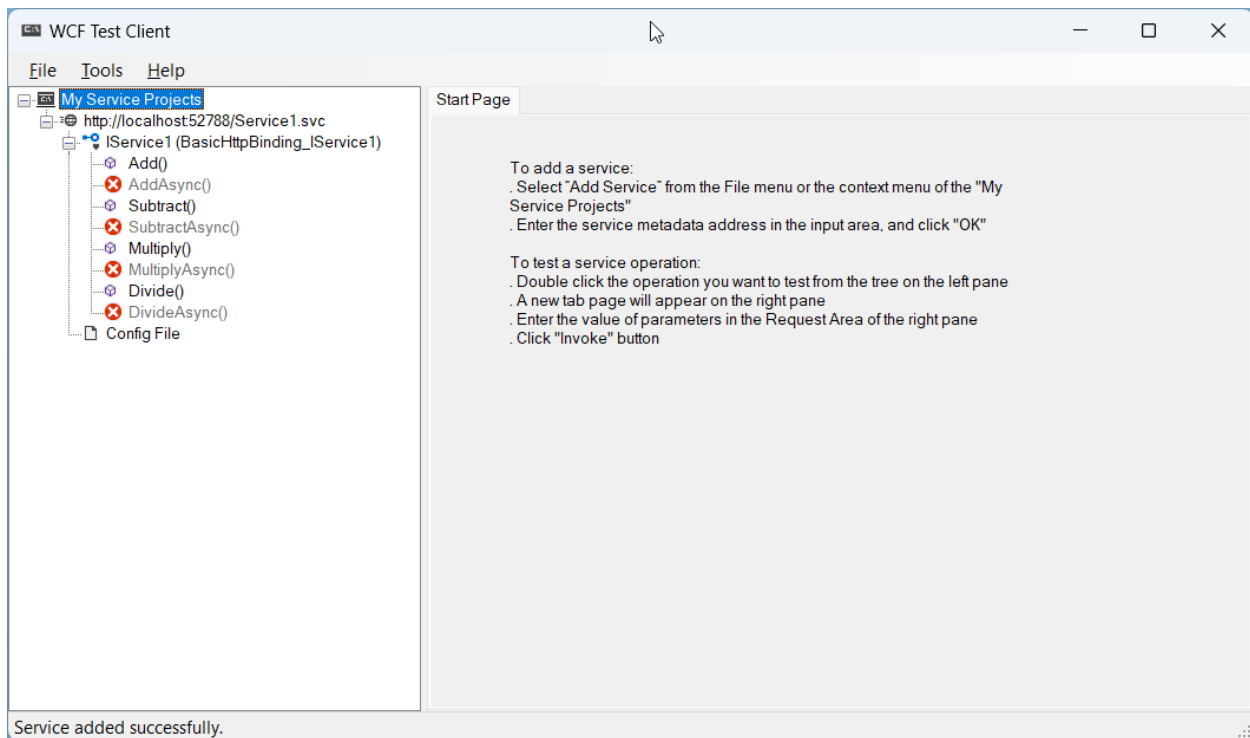 WCF Test Client
File Tools Help
My Service Projects
http://localhost:52788/Service1.svc
IService1 (BasicHttpBinding_IService1)
Add()
AddAsync()
Subtract()
SubtractAsync()
Multiply()
MultiplyAsync()
Divide()
DivideAsync()
Config File
Start Page
To add a service:
. Select "Add Service" from the File menu or the context menu of the "My
Service Projects"
. Enter the service metadata address in the input area, and click "OK"
To test a service operation:
. Double click the operation you want to test from the tree on the left pane
. A new tab page will appear on the right pane
. Enter the value of parameters in the Request Area of the right pane
. Click "Invoke" button
Service added successfully.